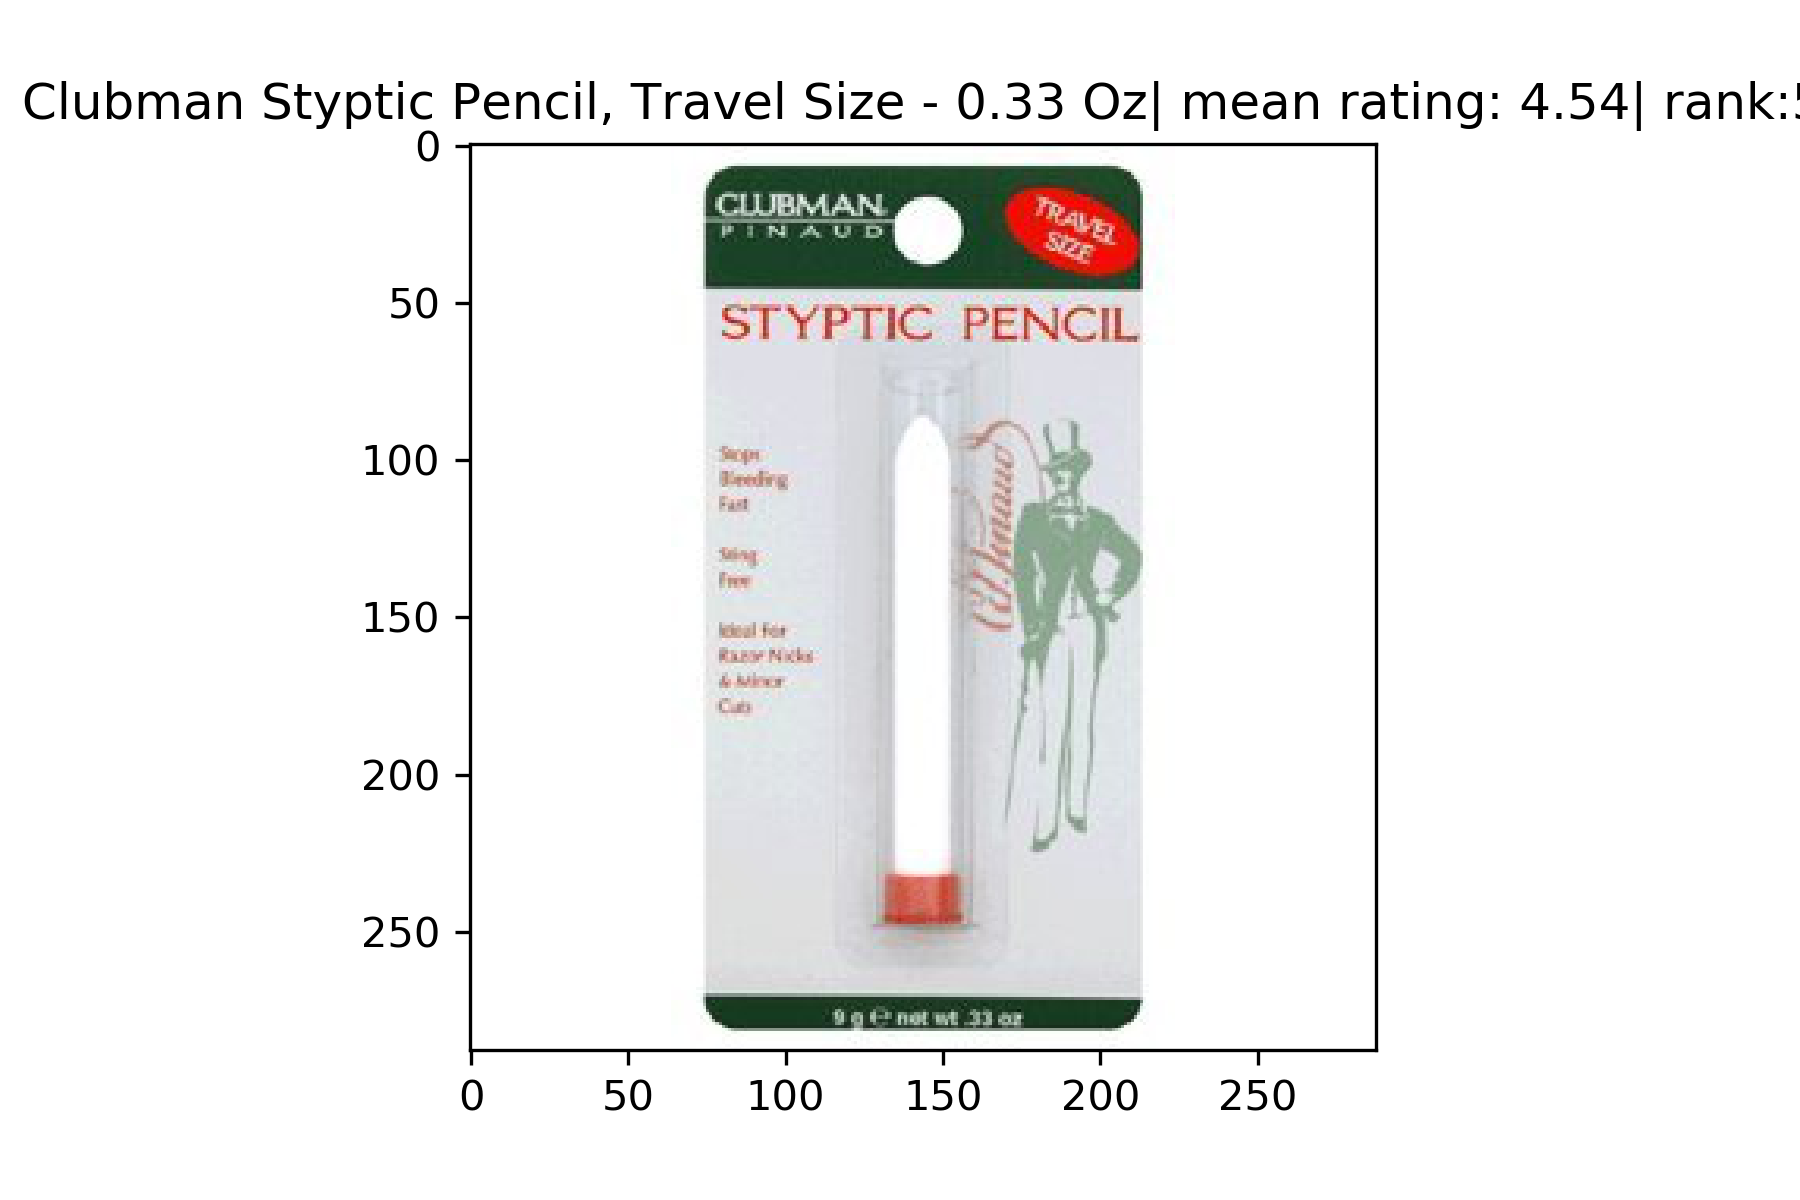 Clubman Styptic Pencil, Travel Size - 0.33 Oz| mean rating: 4.54| rank:5
0
50
100
150
200
250
CLUBMAN
PINAUD
TRAVEL
SIZE
STYPTIC PENCIL
Stops
Bleeding
Fast
Sting
Free
Ideal For
Razor Nicks
& Minor
Cuts
Ed. Pinaud
9 g ℮ net wt .33 oz
0 50 100 150 200 250